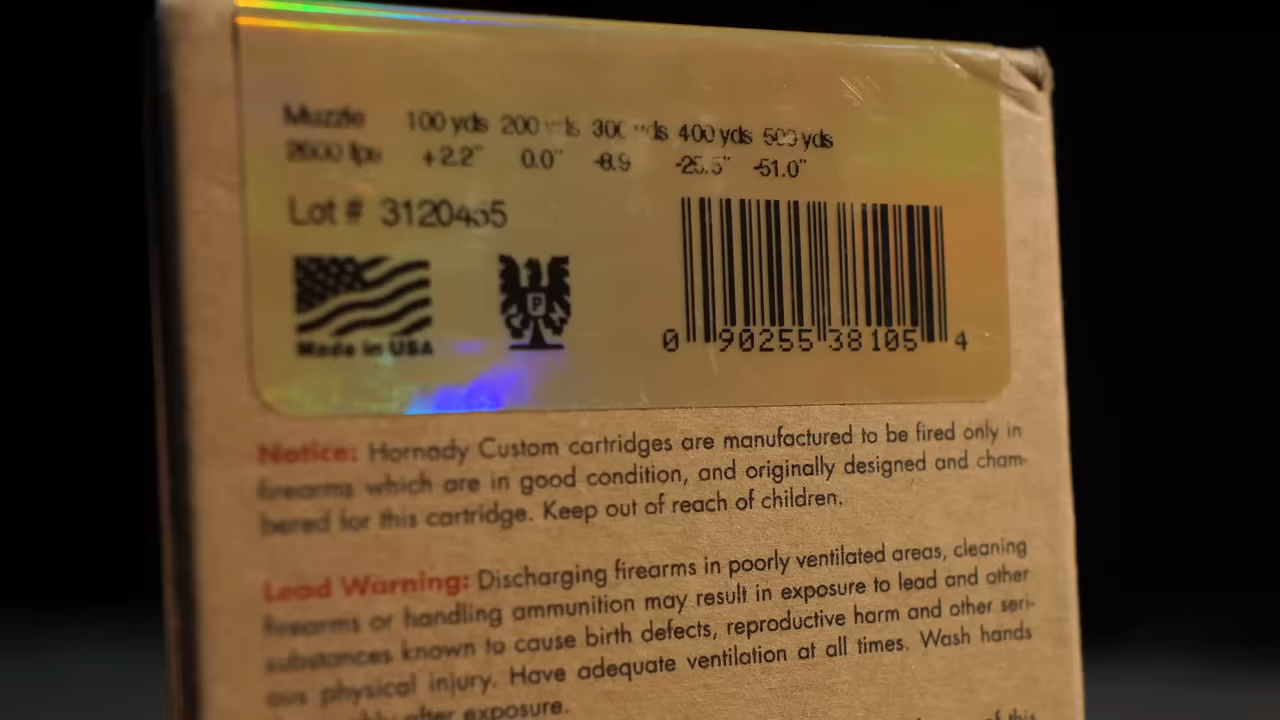 Muzzle 100 yds 200 yds 300 yds 400 yds 500 yds
2600 fps +2.2" 0.0" -8.9 -25.5" -51.0"
Lot # 3120455
Made in USA
P
0 90255 38105 4
Notice: Hornady Custom cartridges are manufactured to be fired only in
firearms which are in good condition, and originally designed and cham-
bered for this cartridge. Keep out of reach of children.
Lead Warning: Discharging firearms in poorly ventilated areas, cleaning
firearms or handling ammunition may result in exposure to lead and other
substances known to cause birth defects, reproductive harm and other seri-
ous physical injury. Have adequate ventilation at all times. Wash hands
after exposure.
of this